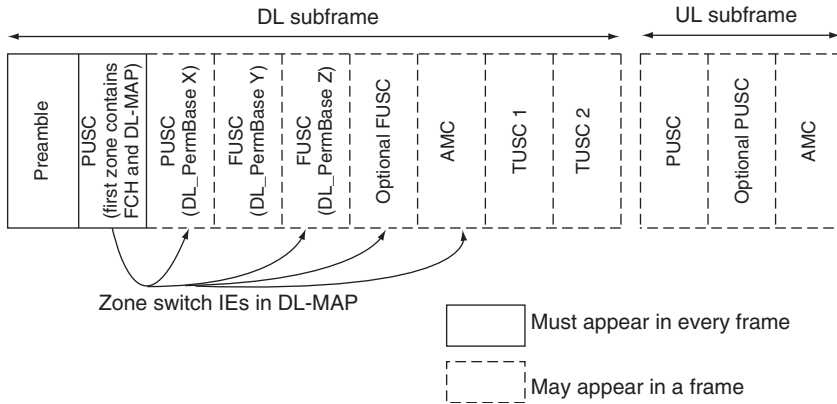 DL subframe
UL subframe
Preamble
PUSC
(first zone contains
FCH and DL-MAP)
PUSC
(DL_PermBase X)
FUSC
(DL_PermBase Y)
FUSC
(DL_PermBase Z)
Optional FUSC
AMC
TUSC 1
TUSC 2
PUSC
Optional PUSC
AMC
Zone switch IEs in DL-MAP
Must appear in every frame
May appear in a frame